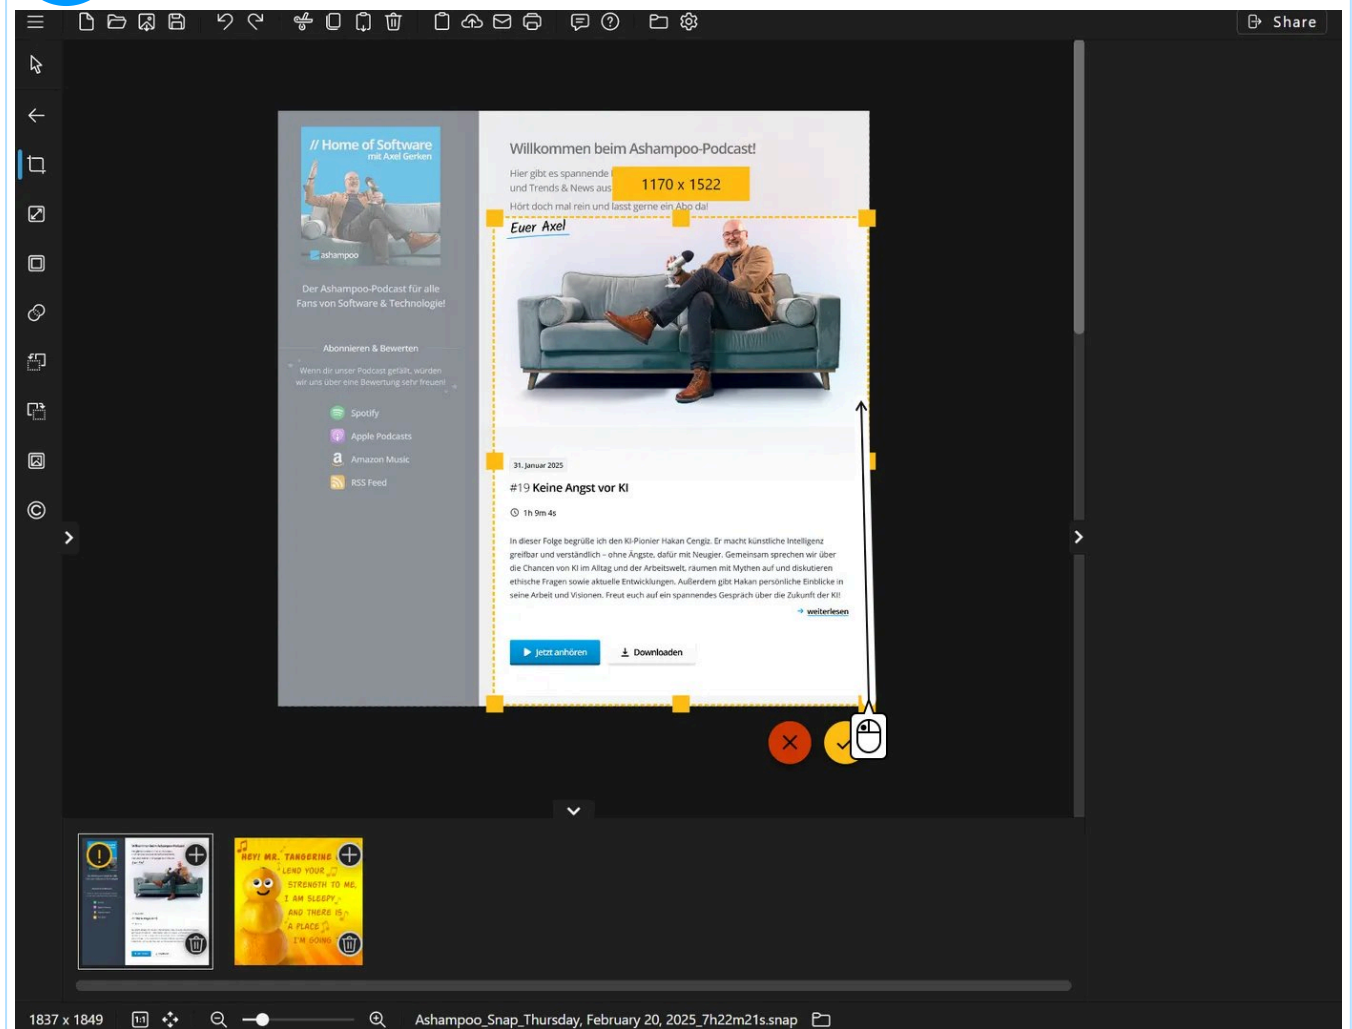 Share
// Home of Software
mit Axel Gerken
ashampoo
Der Ashampoo-Podcast für alle
Fans von Software & Technologie!
Abonnieren & Bewerten
Wenn dir unser Podcast gefällt, würden
wir uns über eine Bewertung sehr freuen!
Spotify
Apple Podcasts
Amazon Music
RSS Feed
Willkommen beim Ashampoo-Podcast!
Hier gibt es spannende
und Trends & News aus
1170 x 1522
Hört doch mal rein und lasst gerne ein Abo da!
Euer Axel
31. Januar 2025
#19 Keine Angst vor KI
1h 9m 4s
In dieser Folge begrüße ich den KI-Pionier Hakan Cengiz. Er macht künstliche Intelligenz
greifbar und verständlich – ohne Ängste, dafür mit Neugier. Gemeinsam sprechen wir über
die Chancen von KI im Alltag und der Arbeitswelt, räumen mit Mythen auf und diskutieren
ethische Fragen sowie aktuelle Entwicklungen. Außerdem gibt Hakan persönliche Einblicke in
seine Arbeit und Visionen. Freut euch auf ein spannendes Gespräch über die Zukunft der KI!
weiterlesen
Jetzt anhören
Downloaden
HEY! MR. TANGERINE
LEND YOUR
STRENGTH TO ME,
I AM SLEEPY
AND THERE IS
A PLACE
I'M GOING
1837 x 1849
1:1
Ashampoo_Snap_Thursday, February 20, 2025_7h22m21s.snap